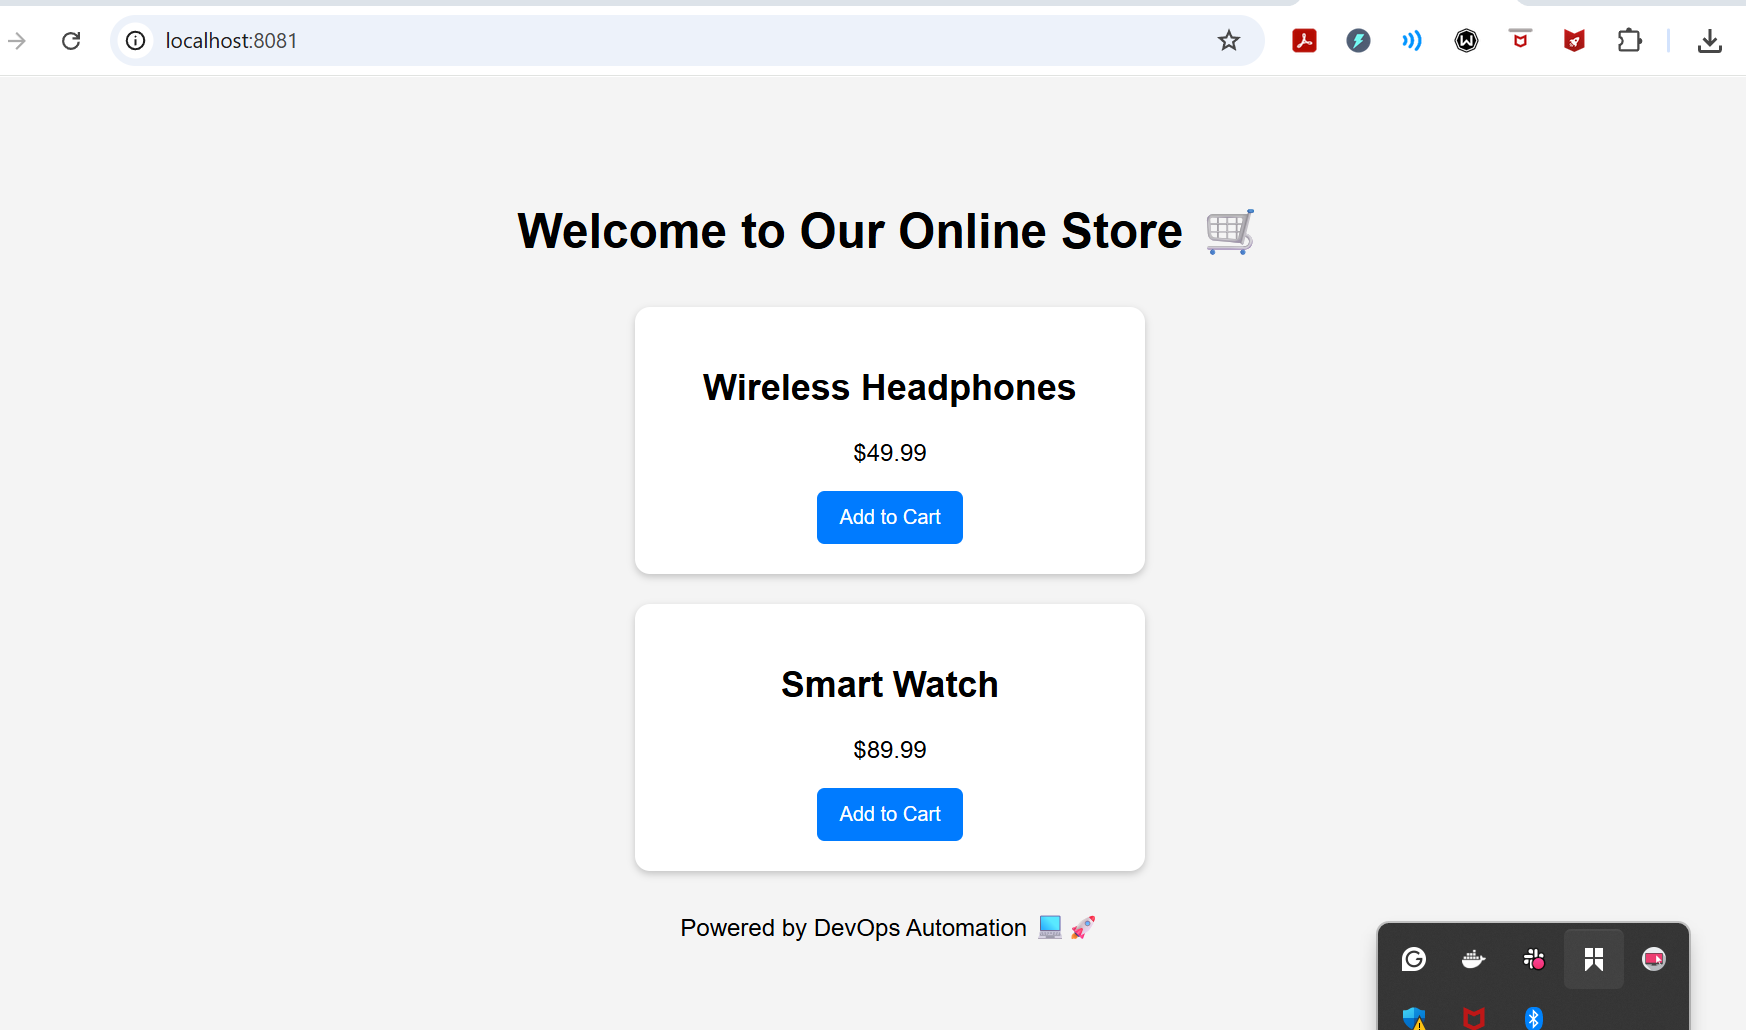 localhost:8081
Welcome to Our Online Store 🛒
Wireless Headphones
$49.99
Add to Cart
Smart Watch
$89.99
Add to Cart
Powered by DevOps Automation 💻 🚀